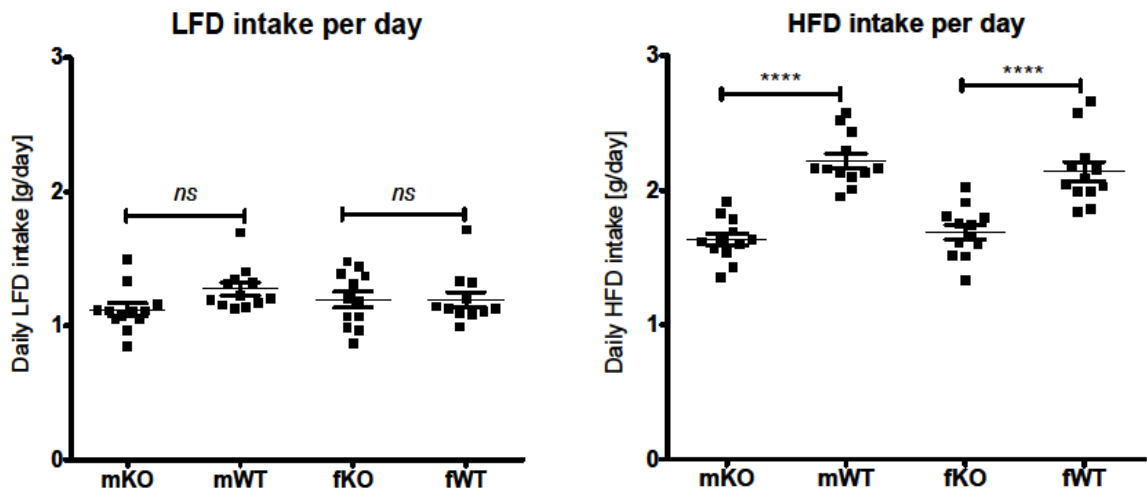 LFD intake per day
Daily LFD intake [g/day]
3
2
1
0
ns
ns
mKO mWT fKO fWT
HFD intake per day
Daily HFD intake [g/day]
3
2
1
0
****
****
mKO mWT fKO fWT